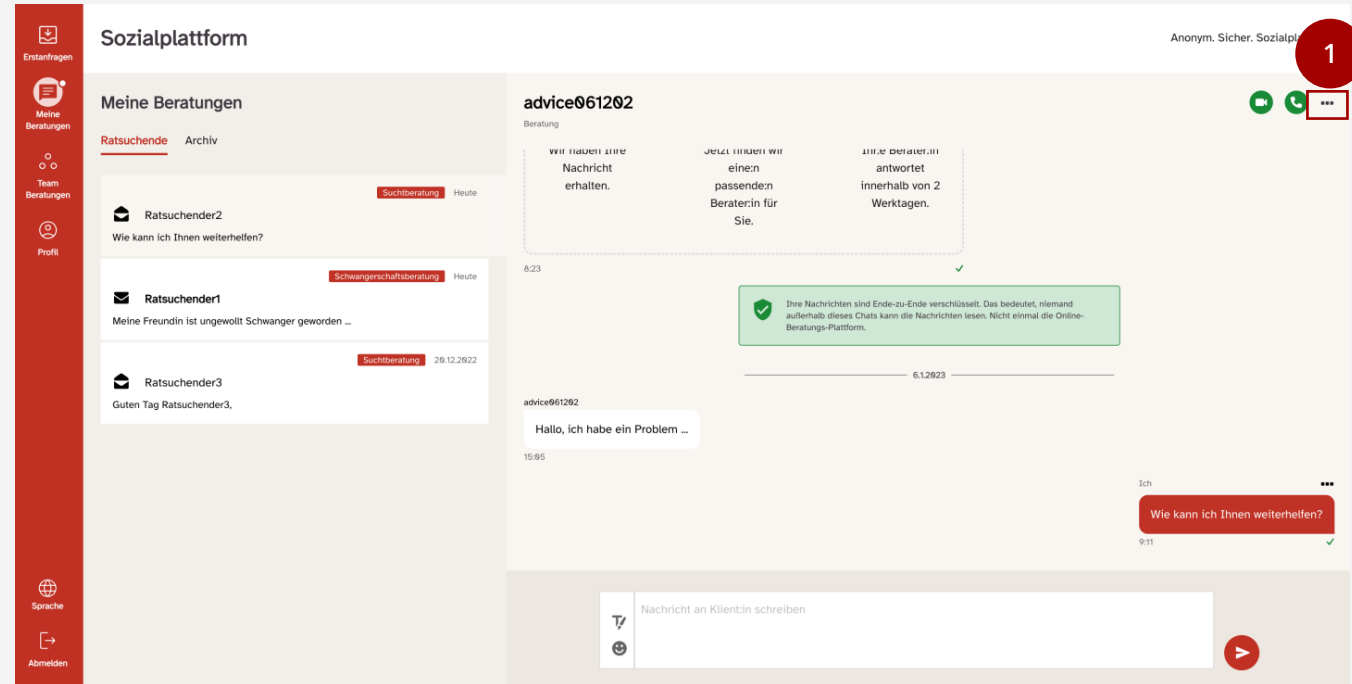 Erstanfragen
Meine
Beratungen
Team
Beratungen
Profil
Sprache
Abmelden
Sozialplattform
Anonym. Sicher.
1
Meine Beratungen
Ratsuchende Archiv
Suchtberatung Heute
Ratsuchender2
Wie kann ich Ihnen weiterhelfen?
Schwangerschaftsberatung Heute
Ratsuchender1
Meine Freundin ist ungewollt Schwanger geworden ...
Suchtberatung 20.12.2022
Ratsuchender3
Guten Tag Ratsuchender3,
advice061202
Beratung
Wir haben Ihre
Nachricht
erhalten.
Jetzt finden wir
eine:n
passende:n
Berater:in für
Sie.
Ihr:e Berater:in
antwortet
innerhalb von 2
Werktagen.
8:23
Ihre Nachrichten sind Ende-zu-Ende verschlüsselt. Das bedeutet, niemand
außerhalb dieses Chats kann die Nachrichten lesen. Nicht einmal die Online-
Beratungs-Plattform.
6.1.2023
advice061202
Hallo, ich habe ein Problem ...
15:05
Ich
Wie kann ich Ihnen weiterhelfen?
9:11
Nachricht an Klient:in schreiben